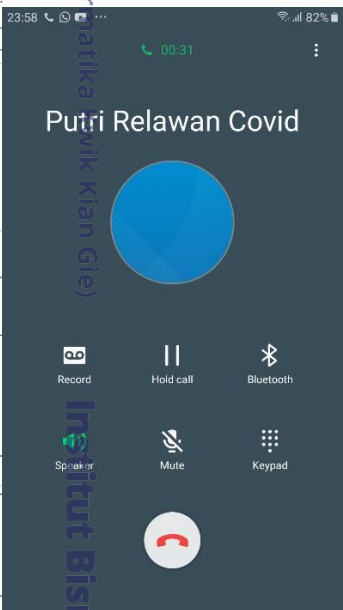 23:58 82%
00:31
Putri Relawan Covid
Record Hold call Bluetooth
Speaker Mute Keypad
rmatika Kwik Kian Gie)
Institut Bisn